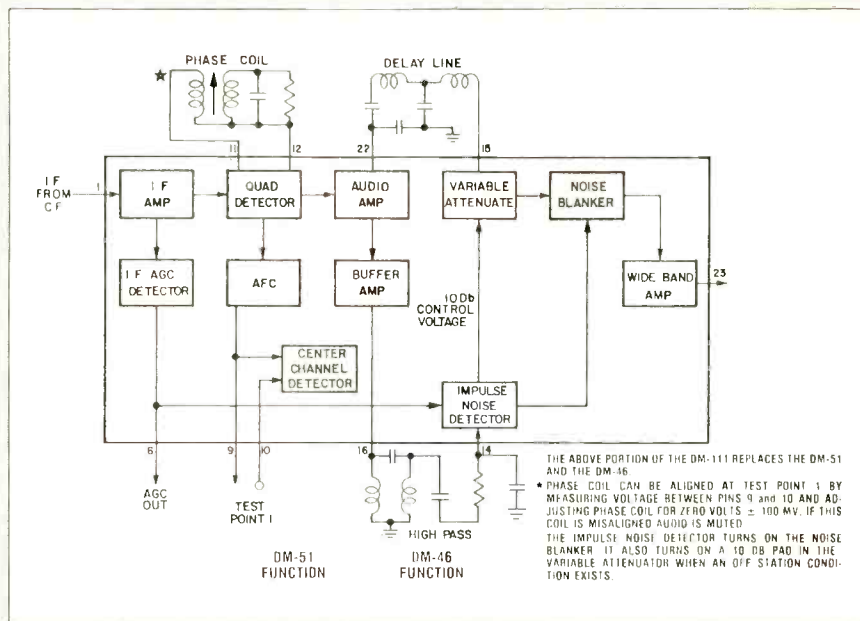 PHASE COIL
DELAY LINE
★
11
12
22
15
I F
FROM
CF
1
I F
AMP
QUAD
DETECTOR
AUDIO
AMP
VARIABLE
ATTENUATE
NOISE
BLANKER
I F AGC
DETECTOR
AFC
BUFFER
AMP
10Db
CONTROL
VOLTAGE
WIDE BAND
AMP
23
CENTER
CHANNEL
DETECTOR
IMPULSE
NOISE
DETECTOR
6
9
10
16
14
AGC
OUT
TEST
POINT 1
HIGH PASS
DM-51
FUNCTION
DM-46
FUNCTION
THE ABOVE PORTION OF THE DM-111 REPLACES THE DM-51
AND THE DM-46.
★ PHASE COIL CAN BE ALIGNED AT TEST POINT 1 BY
MEASURING VOLTAGE BETWEEN PINS 9 and 10 AND AD-
JUSTING PHASE COIL FOR ZERO VOLTS ± 100 MV. IF THIS
COIL IS MISALIGNED AUDIO IS MUTED
THE IMPULSE NOISE DETECTOR TURNS ON THE NOISE
BLANKER. IT ALSO TURNS ON A 10 DB PAD IN THE
VARIABLE ATTENUATOR WHEN AN OFF STATION CONDI-
TION EXISTS.